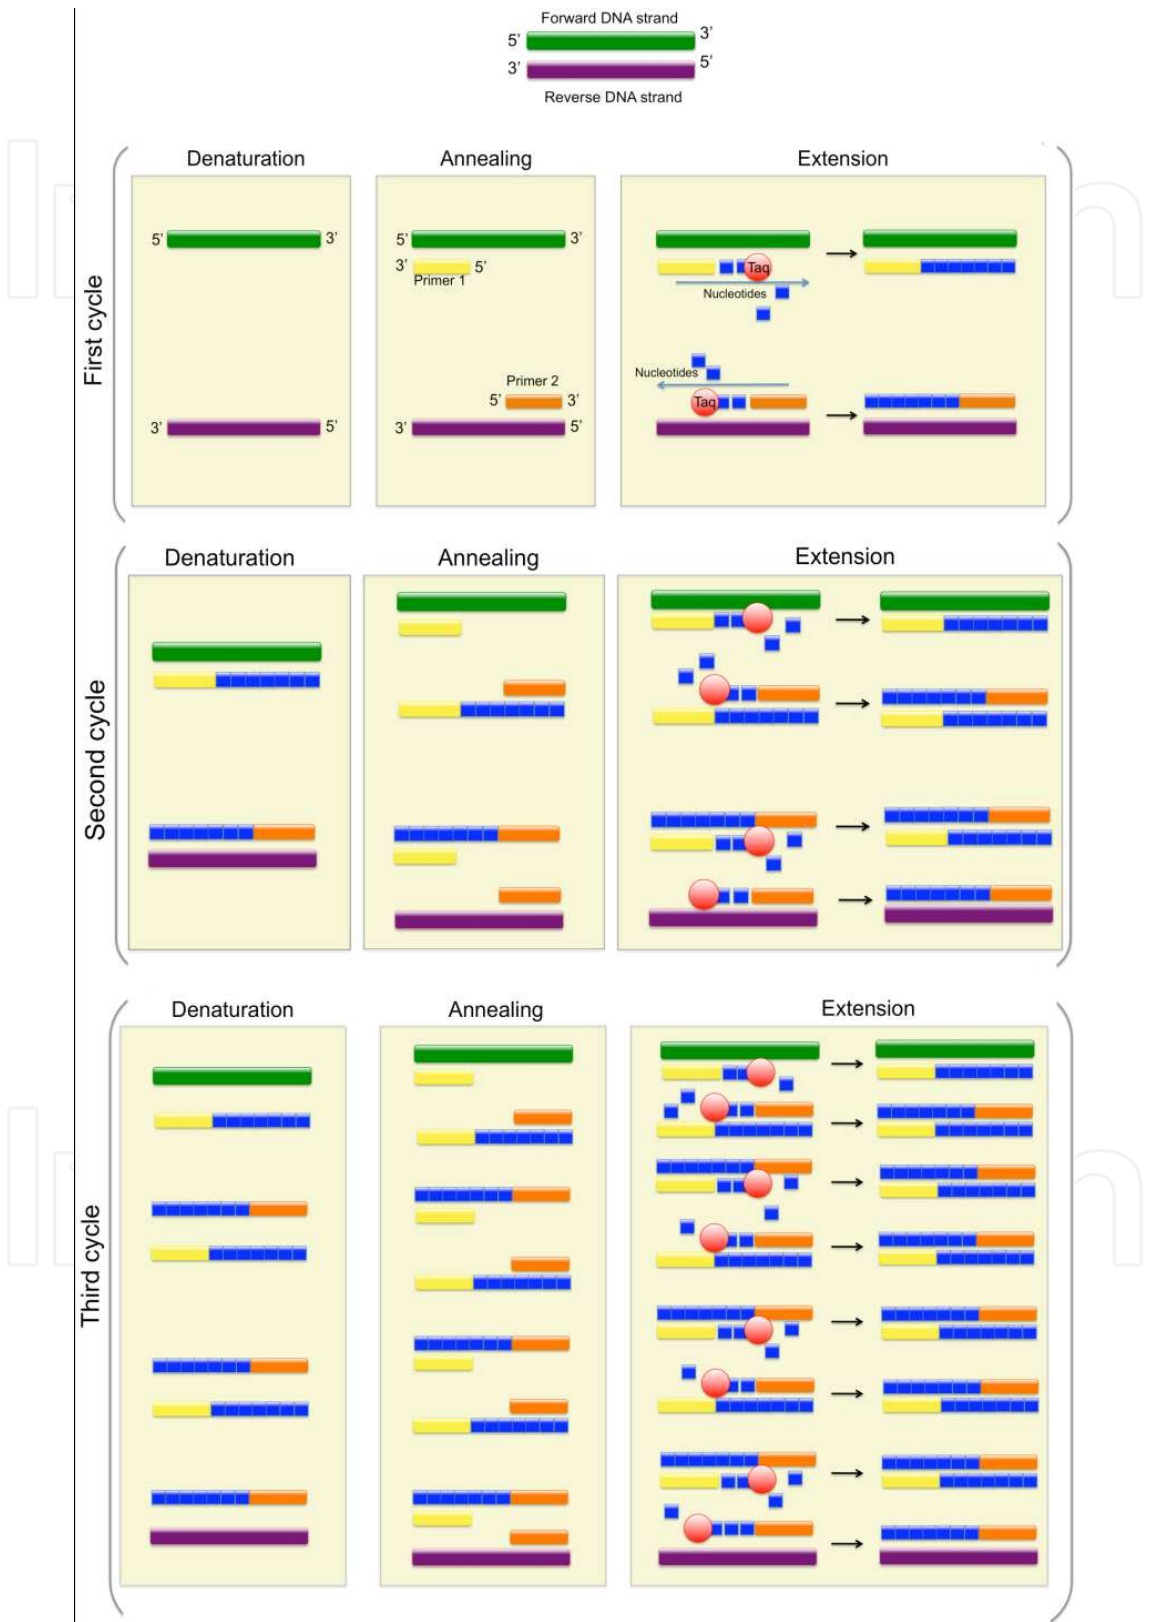 Forward DNA strand
5’ 3’
3’ 5’
Reverse DNA strand
First cycle
Denaturation
5’ 3’
3’ 5’
Annealing
5’ 3’
3’ 5’
Primer 1
Primer 2
5’ 3’
3’ 5’
Extension
Taq
Nucleotides
Nucleotides
Taq
Second cycle
Denaturation
Annealing
Extension
Third cycle
Denaturation
Annealing
Extension